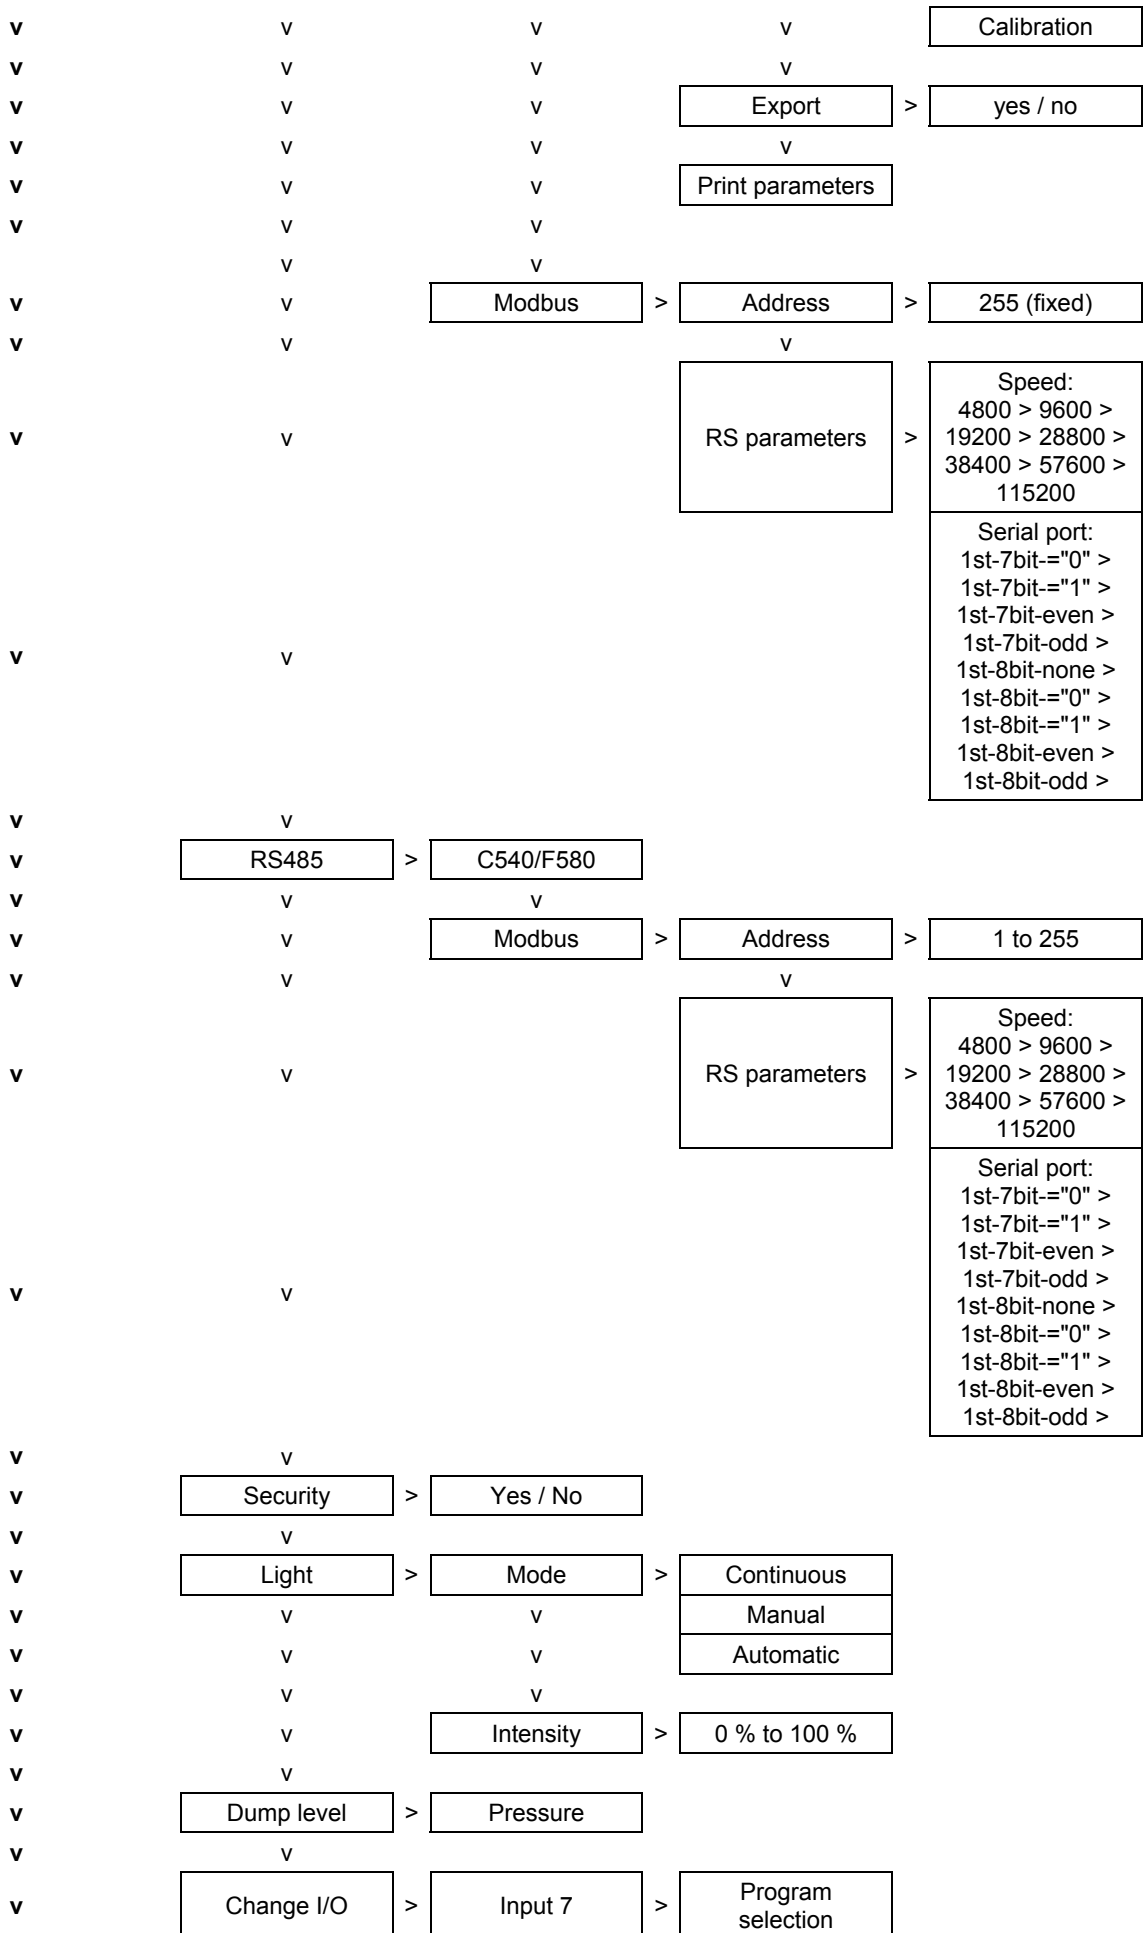 v v v v Calibration
v v v v
v v v Export > yes / no
v v v v
v v v Print parameters
v v v
v v
v v Modbus > Address > 255 (fixed)
v v v
v v RS parameters > Speed:
4800 > 9600 >
19200 > 28800 >
38400 > 57600 >
115200
v v Serial port:
1st-7bit-="0" >
1st-7bit-="1" >
1st-7bit-even >
1st-7bit-odd >
1st-8bit-none >
1st-8bit-="0" >
1st-8bit-="1" >
1st-8bit-even >
1st-8bit-odd >
v v
v RS485 > C540/F580
v v v
v v Modbus > Address > 1 to 255
v v v
v v RS parameters > Speed:
4800 > 9600 >
19200 > 28800 >
38400 > 57600 >
115200
v v Serial port:
1st-7bit-="0" >
1st-7bit-="1" >
1st-7bit-even >
1st-7bit-odd >
1st-8bit-none >
1st-8bit-="0" >
1st-8bit-="1" >
1st-8bit-even >
1st-8bit-odd >
v v
v Security > Yes / No
v v
v Light > Mode > Continuous
v v v Manual
v v v Automatic
v v v
v v Intensity > 0 % to 100 %
v v
v Dump level > Pressure
v v
v Change I/O > Input 7 > Program
selection